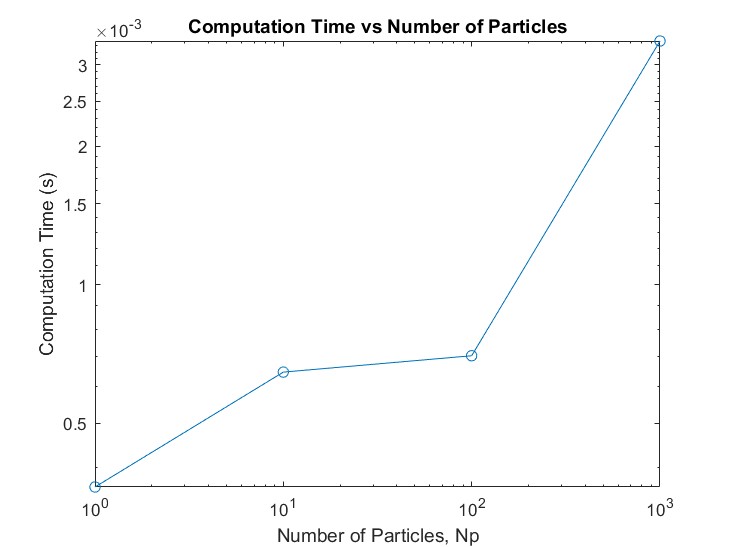 Computation Time vs Number of Particles
×10⁻³
3
2.5
2
1.5
1
0.5
Computation Time (s)
10⁰ 10¹ 10² 10³
Number of Particles, Np